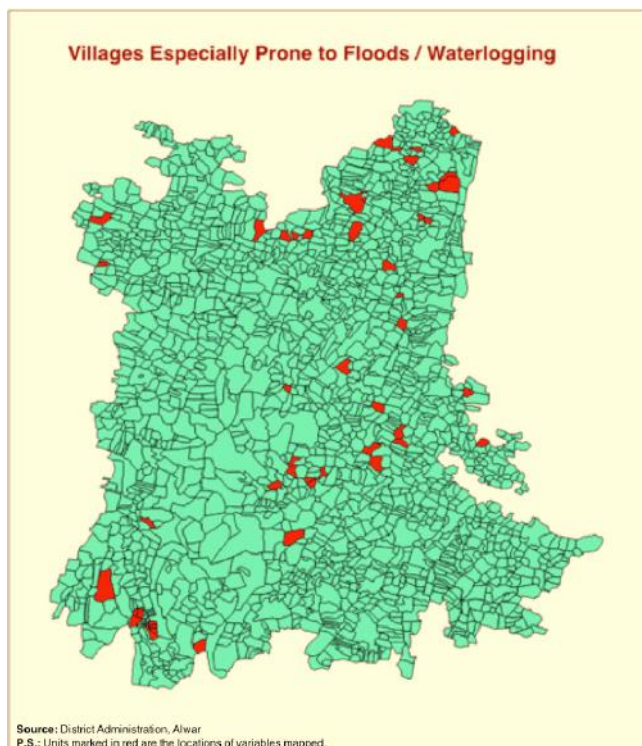 Villages Especially Prone to Floods / Waterlogging
Source: District Administration, Alwar
P.S.: Units marked in red are the locations of variables mapped.